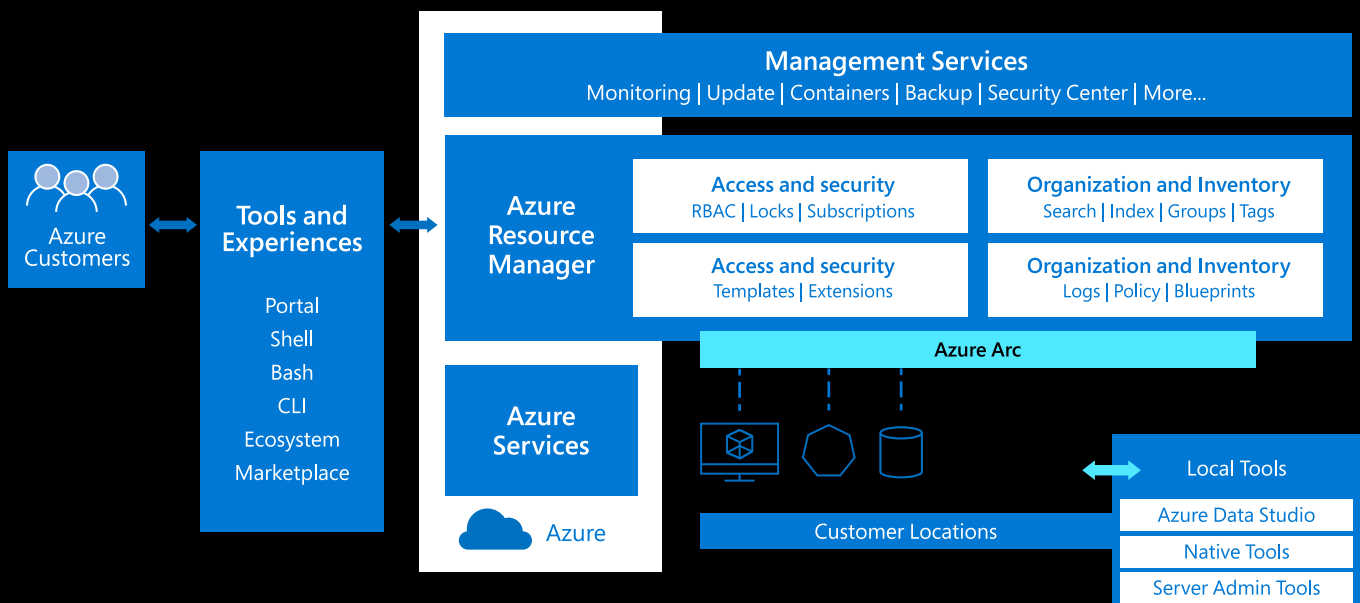 Management Services
Monitoring | Update | Containers | Backup | Security Center | More...
Azure
Customers
Tools and
Experiences
Portal
Shell
Bash
CLI
Ecosystem
Marketplace
Azure
Resource
Manager
Access and security
RBAC | Locks | Subscriptions
Organization and Inventory
Search | Index | Groups | Tags
Access and security
Templates | Extensions
Organization and Inventory
Logs | Policy | Blueprints
Azure Arc
Azure
Services
Azure
Customer Locations
Local Tools
Azure Data Studio
Native Tools
Server Admin Tools